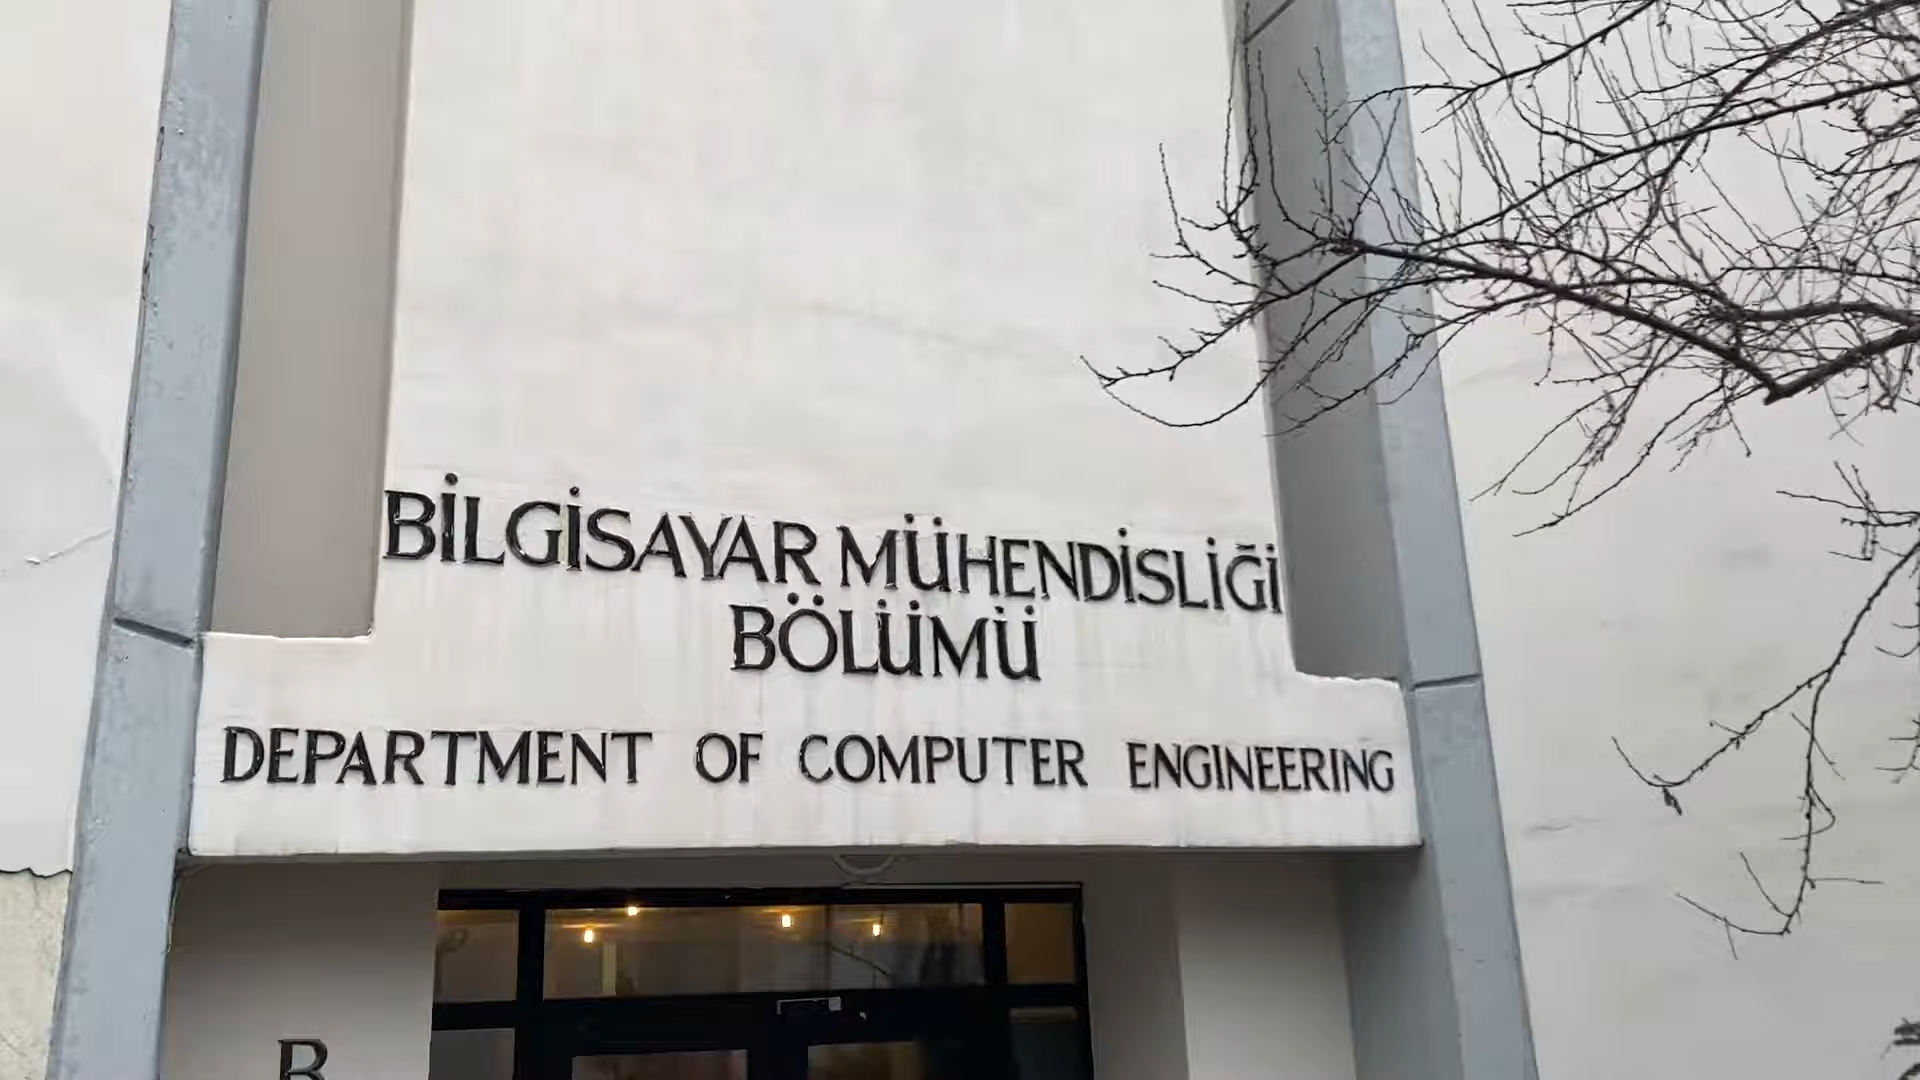 BİLGİSAYAR MÜHENDİSLİĞİ
BÖLÜMÜ
DEPARTMENT OF COMPUTER ENGINEERING
B